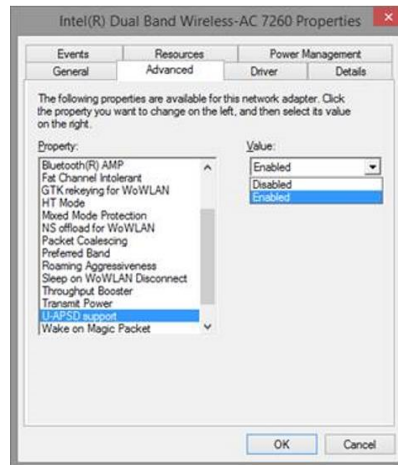 Intel(R) Dual Band Wireless-AC 7260 Properties
Events Resources Power Management
General Advanced Driver Details
The following properties are available for this network adapter. Click
the property you want to change on the left, and then select its value
on the right.
Property:
Bluetooth(R) AMP
Fat Channel Intolerant
GTK rekeying for WoWLAN
HT Mode
Mixed Mode Protection
NS offload for WoWLAN
Packet Coalescing
Preferred Band
Roaming Aggressiveness
Sleep on WoWLAN Disconnect
Throughput Booster
Transmit Power
U-APSD support
Wake on Magic Packet
Value:
Enabled
Disabled
Enabled
OK Cancel